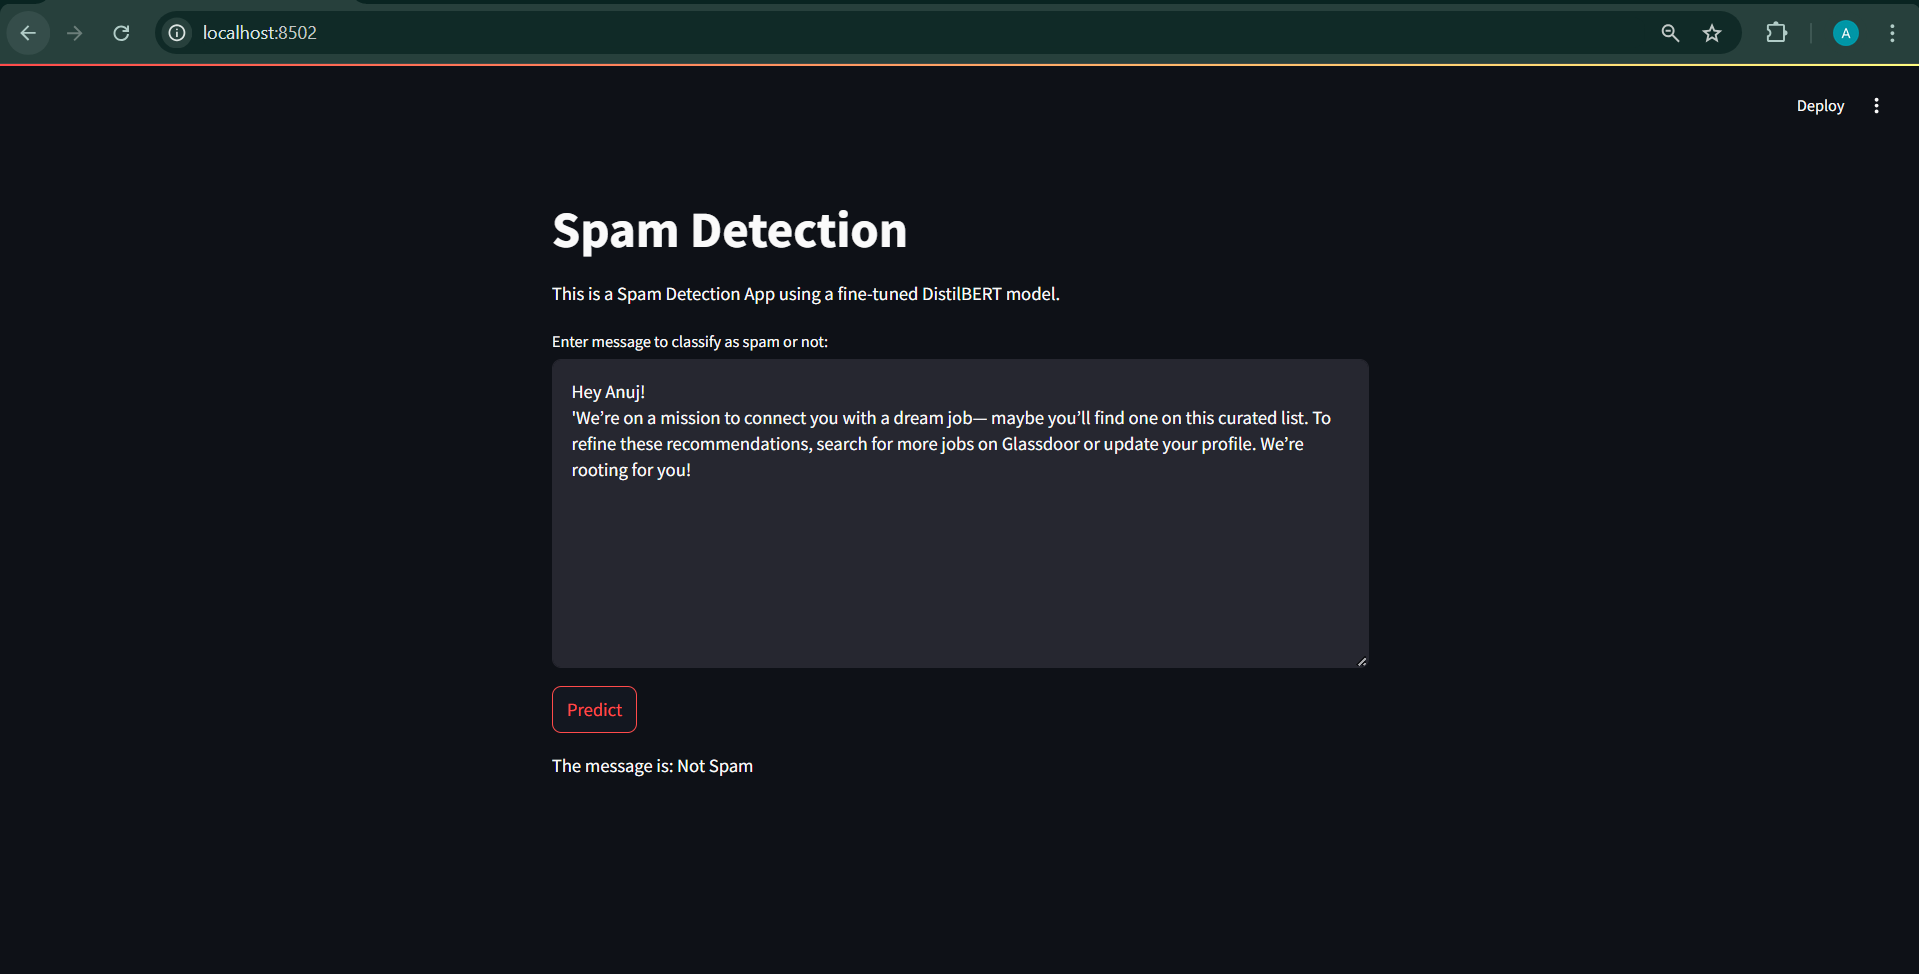 localhost:8502
A
Deploy
Spam Detection
This is a Spam Detection App using a fine-tuned DistilBERT model.
Enter message to classify as spam or not:
Hey Anuj!
'We’re on a mission to connect you with a dream job— maybe you’ll find one on this curated list. To
refine these recommendations, search for more jobs on Glassdoor or update your profile. We’re
rooting for you!
Predict
The message is: Not Spam